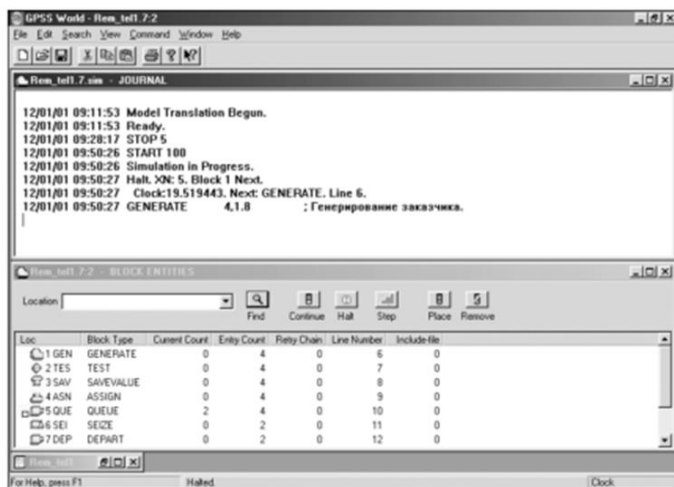 GPSS World - Rem_tel1.7:2
File Edit Search View Command Window Help
Rem_tel1.7.sim - JOURNAL
12/01/01 09:11:53 Model Translation Begun.
12/01/01 09:11:53 Ready.
12/01/01 09:28:17 STOP 5
12/01/01 09:50:26 START 100
12/01/01 09:50:26 Simulation in Progress.
12/01/01 09:50:27 Halt. XN: 5. Block 1 Next.
12/01/01 09:50:27 Clock:19.519443. Next: GENERATE. Line 6.
12/01/01 09:50:27 GENERATE 4,1.8 ; Генерирование заказчика.
Rem_tel1.7:2 - BLOCK ENTITIES
Location
Find Continue Halt Step Place Remove
Loc Block Type Current Count Entry Count Retry Chain Line Number Include-file
1 GEN GENERATE 0 4 0 6 0
2 TES TEST 0 4 0 7 0
3 SAV SAVEVALUE 0 4 0 8 0
4 ASN ASSIGN 0 4 0 9 0
5 QUE QUEUE 2 4 0 10 0
6 SEI SEIZE 0 2 0 11 0
7 DEP DEPART 0 2 0 12 0
Rem_tel1
For Help, press F1 Halted. Clock